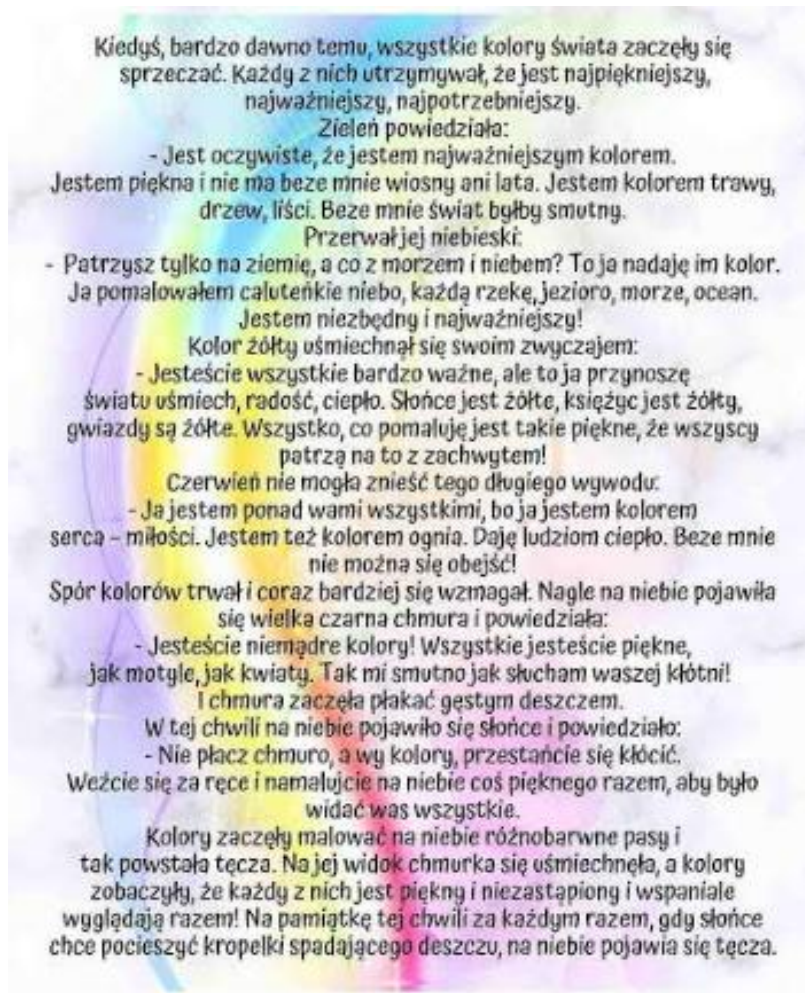 Kiedyś, bardzo dawno temu, wszystkie kolory świata zaczęły się
sprzeczać. Każdy z nich utrzymywał, że jest najpiękniejszy,
najważniejszy, najpotrzebniejszy.
Zieleń powiedziała:
- Jest oczywiste, że jestem najważniejszym kolorem.
Jestem piękna i nie ma beze mnie wiosny ani lata. Jestem kolorem trawy,
drzew, liści. Beze mnie świat byłby smutny.
Przerwał jej niebieski:
- Patrzysz tylko na ziemię, a co z morzem i niebem? To ja nadaję im kolor.
Ja pomalowałem caluteńkie niebo, każdą rzekę, jezioro, morze, ocean.
Jestem niezbędny i najważniejszy!
Kolor żółty uśmiechnął się swoim zwyczajem:
- Jesteście wszystkie bardzo ważne, ale to ja przynoszę
światu uśmiech, radość, ciepło. Słońce jest żółte, księżyc jest żółty,
gwiazdy są żółte. Wszystko, co pomaluję jest takie piękne, że wszyscy
patrzą na to z zachwytem!
Czerwień nie mogła znieść tego długiego wywodu:
- Ja jestem ponad wami wszystkimi, bo ja jestem kolorem
serca – miłości. Jestem też kolorem ognia. Daję ludziom ciepło. Beze mnie
nie można się obejść!
Spór kolorów trwał i coraz bardziej się wzmagał. Nagle na niebie pojawiła
się wielka czarna chmura i powiedziała:
- Jesteście niemądre kolory! Wszystkie jesteście piękne,
jak motyle, jak kwiaty. Tak mi smutno jak słucham waszej kłótni!
I chmura zaczęła płakać gęstym deszczem.
W tej chwili na niebie pojawiło się słońce i powiedziało:
- Nie płacz chmuro, a wy kolory, przestańcie się kłócić.
Weźcie się za ręce i namalujcie na niebie coś pięknego razem, aby było
widać was wszystkie.
Kolory zaczęły malować na niebie różnobarwne pasy i
tak powstała tęcza. Na jej widok chmurka się uśmiechnęła, a kolory
zobaczyły, że każdy z nich jest piękny i niezastąpiony i wspaniale
wyglądają razem! Na pamiątkę tej chwili za każdym razem, gdy słońce
chce pocieszyć kropelki spadającego deszczu, na niebie pojawia się tęcza.